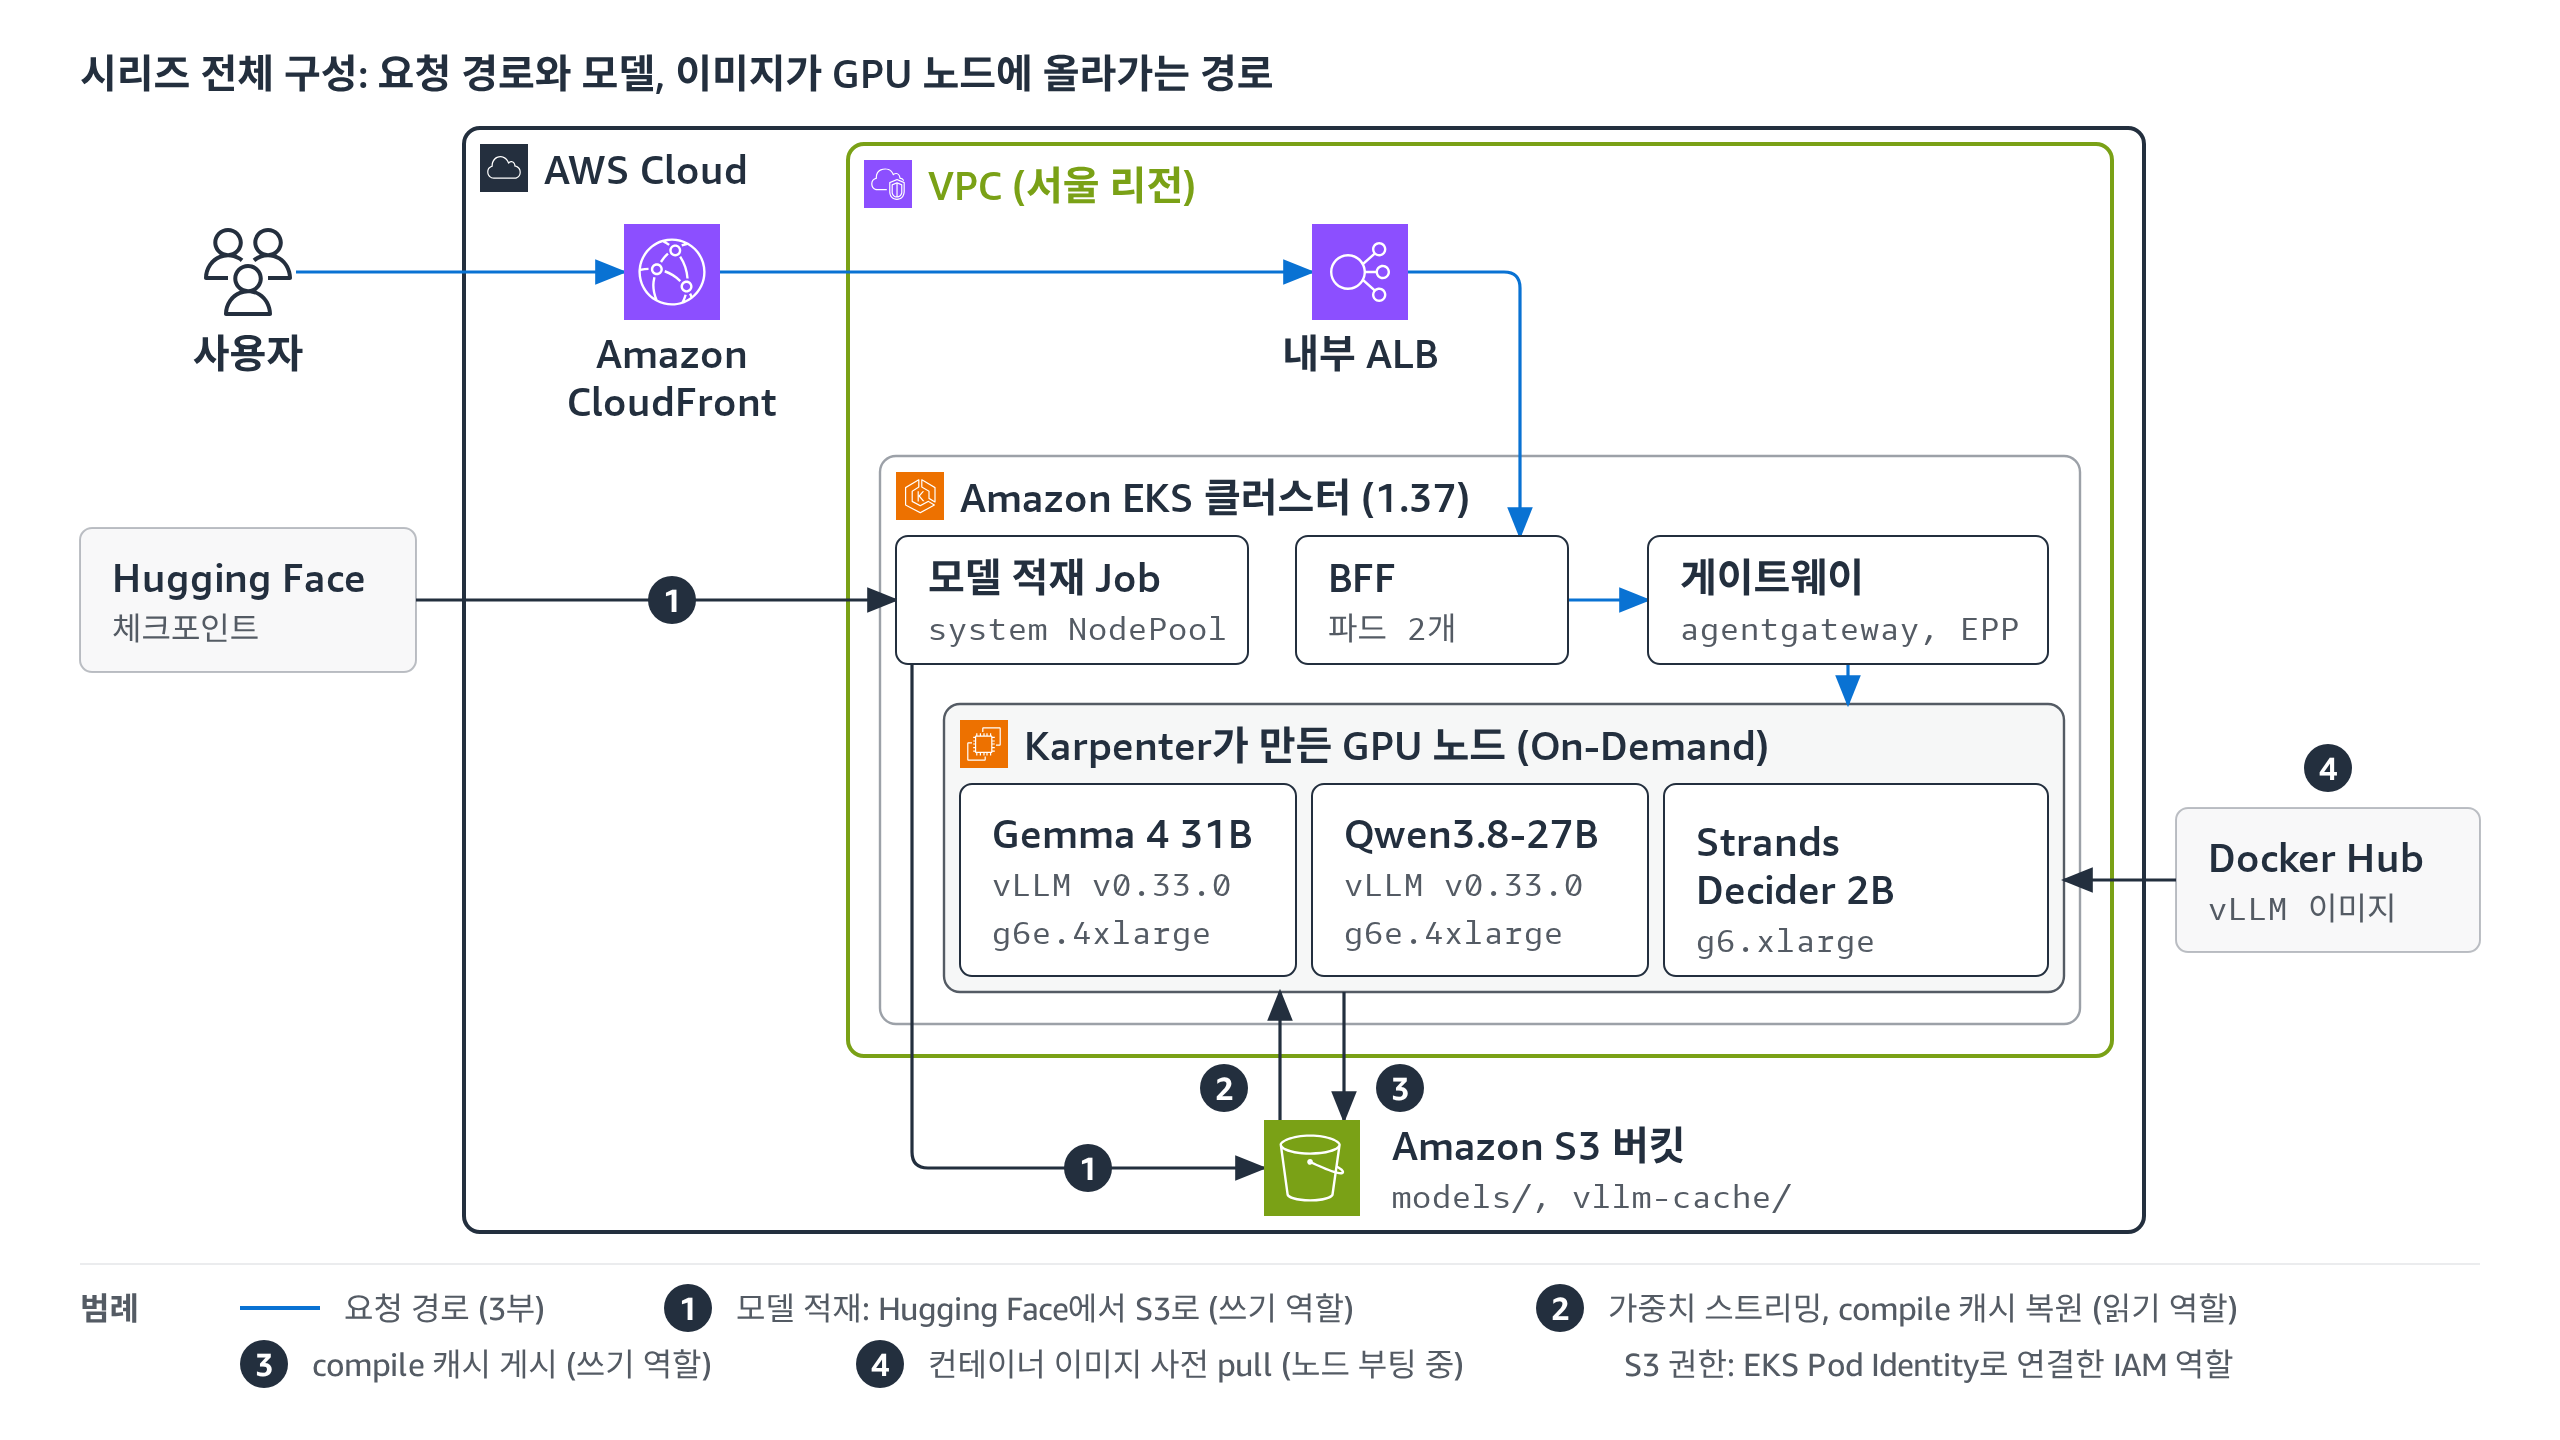 시리즈 전체 구성: 요청 경로와 모델, 이미지가 GPU 노드에 올라가는 경로
AWS Cloud
VPC (서울 리전)
사용자
Amazon
CloudFront
내부 ALB
Amazon EKS 클러스터 (1.37)
Hugging Face
체크포인트
1
모델 적재 Job
system NodePool
BFF
파드 2개
게이트웨이
agentgateway, EPP
Karpenter가 만든 GPU 노드 (On-Demand)
Gemma 4 31B
vLLM v0.33.0
g6e.4xlarge
Qwen3.8-27B
vLLM v0.33.0
g6e.4xlarge
Strands
Decider 2B
g6.xlarge
4
Docker Hub
vLLM 이미지
2
3
1
Amazon S3 버킷
models/, vllm-cache/
범례
요청 경로 (3부)
1 모델 적재: Hugging Face에서 S3로 (쓰기 역할)
2 가중치 스트리밍, compile 캐시 복원 (읽기 역할)
3 compile 캐시 게시 (쓰기 역할)
4 컨테이너 이미지 사전 pull (노드 부팅 중)
S3 권한: EKS Pod Identity로 연결한 IAM 역할